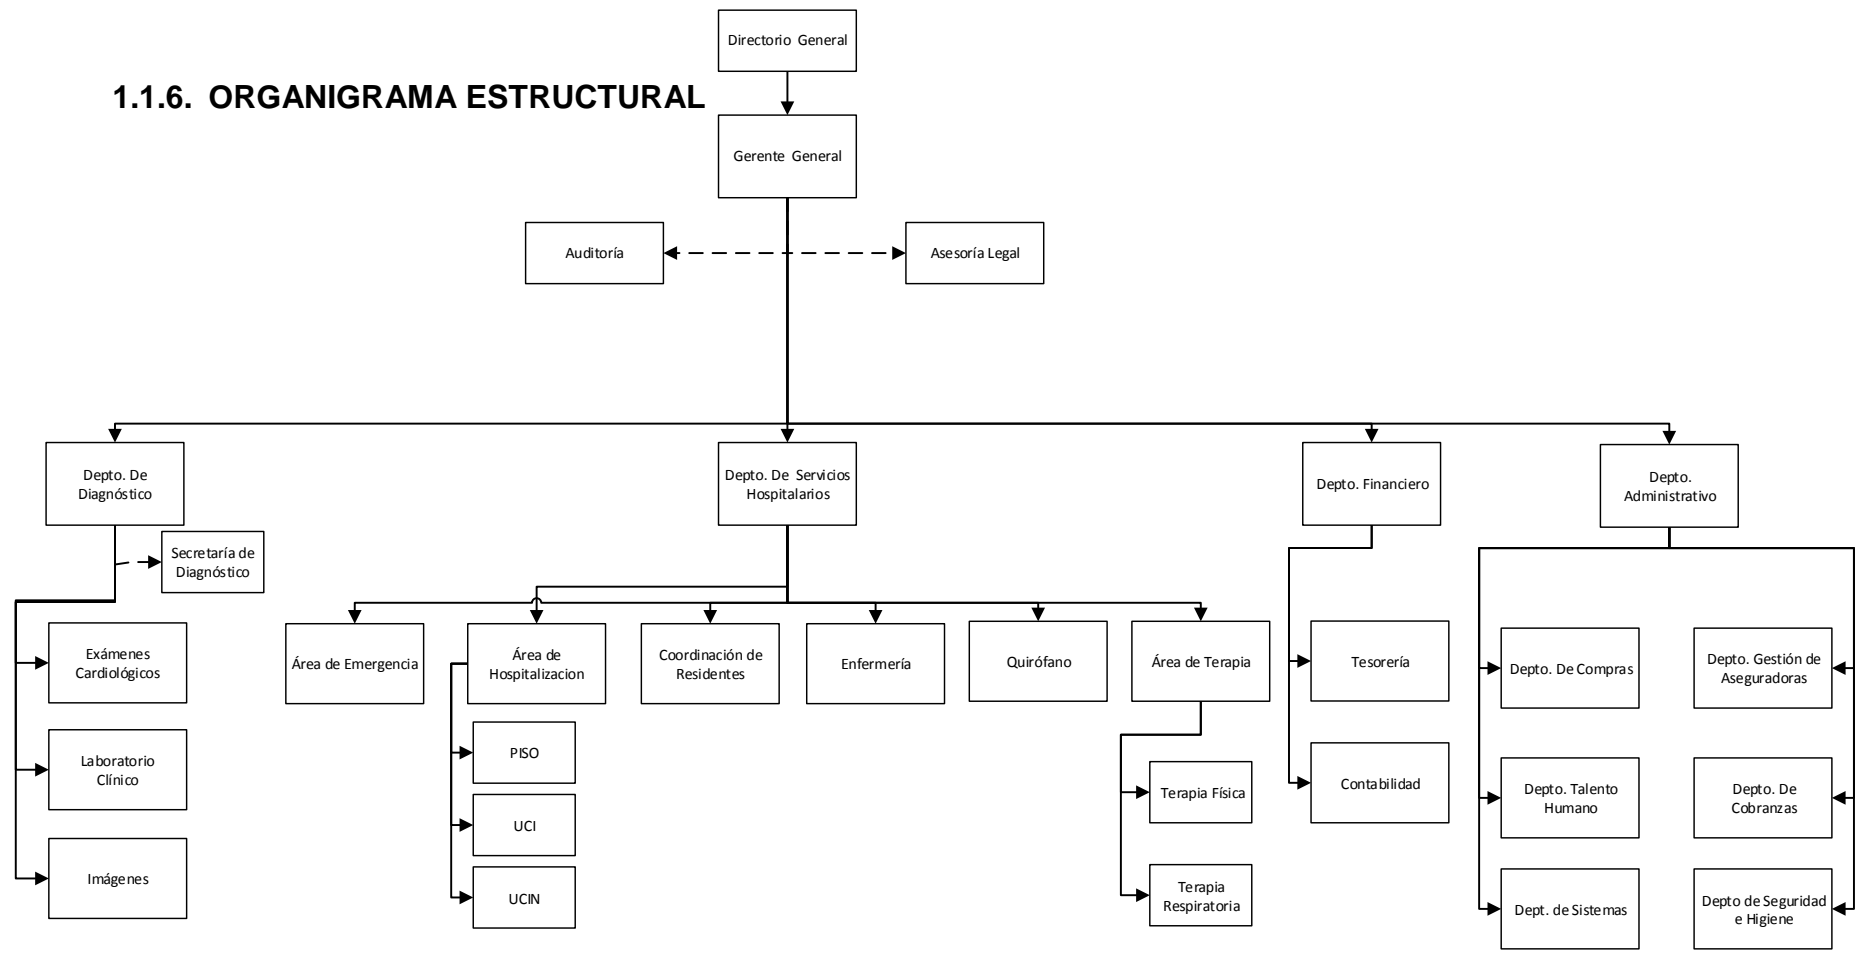 Directorio General
1.1.6. ORGANIGRAMA ESTRUCTURAL
Gerente General
Auditoría
Asesoría Legal
Depto. De
Diagnóstico
Depto. De Servicios
Hospitalarios
Depto. Financiero
Depto.
Administrativo
Secretaría de
Diagnóstico
Exámenes
Cardiológicos
Laboratorio
Clínico
Imágenes
Área de Emergencia
Área de
Hospitalizacion
PISO
UCI
UCIN
Coordinación de
Residentes
Enfermería
Quirófano
Área de Terapia
Terapia Física
Terapia
Respiratoria
Tesorería
Contabilidad
Depto. De Compras
Depto. Talento
Humano
Dept. de Sistemas
Depto. Gestión de
Aseguradoras
Depto. De
Cobranzas
Depto de Seguridad
e Higiene